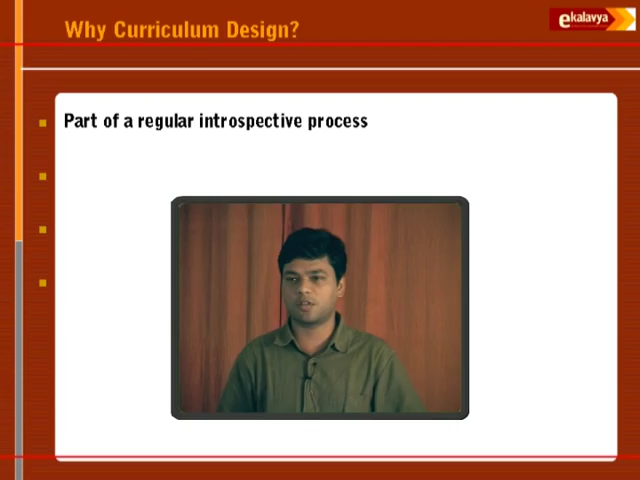 Why Curriculum Design?
ekalavya
Part of a regular introspective process